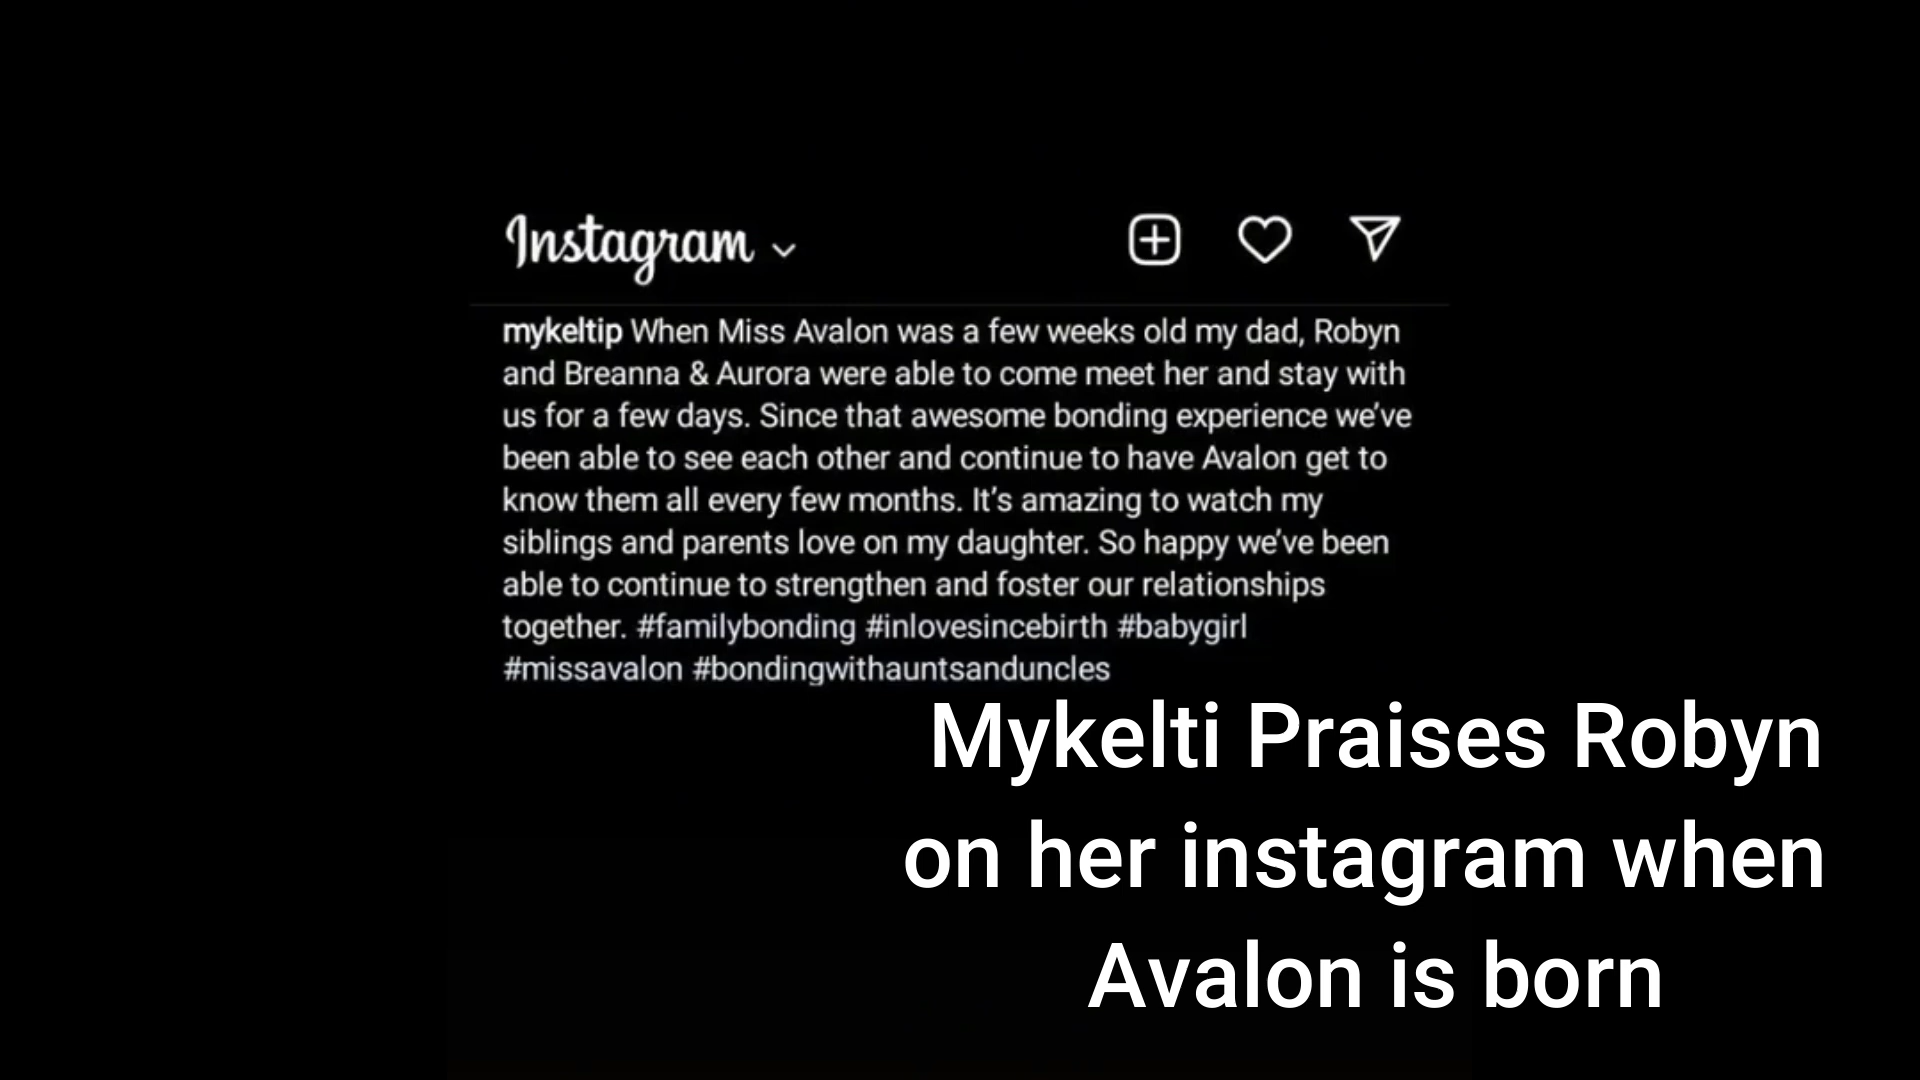 Instagram
mykeltip When Miss Avalon was a few weeks old my dad, Robyn
and Breanna & Aurora were able to come meet her and stay with
us for a few days. Since that awesome bonding experience we’ve
been able to see each other and continue to have Avalon get to
know them all every few months. It’s amazing to watch my
siblings and parents love on my daughter. So happy we’ve been
able to continue to strengthen and foster our relationships
together. #familybonding #inlovesincebirth #babygirl
#missavalon #bondingwithauntsanduncles
Mykelti Praises Robyn
on her instagram when
Avalon is born